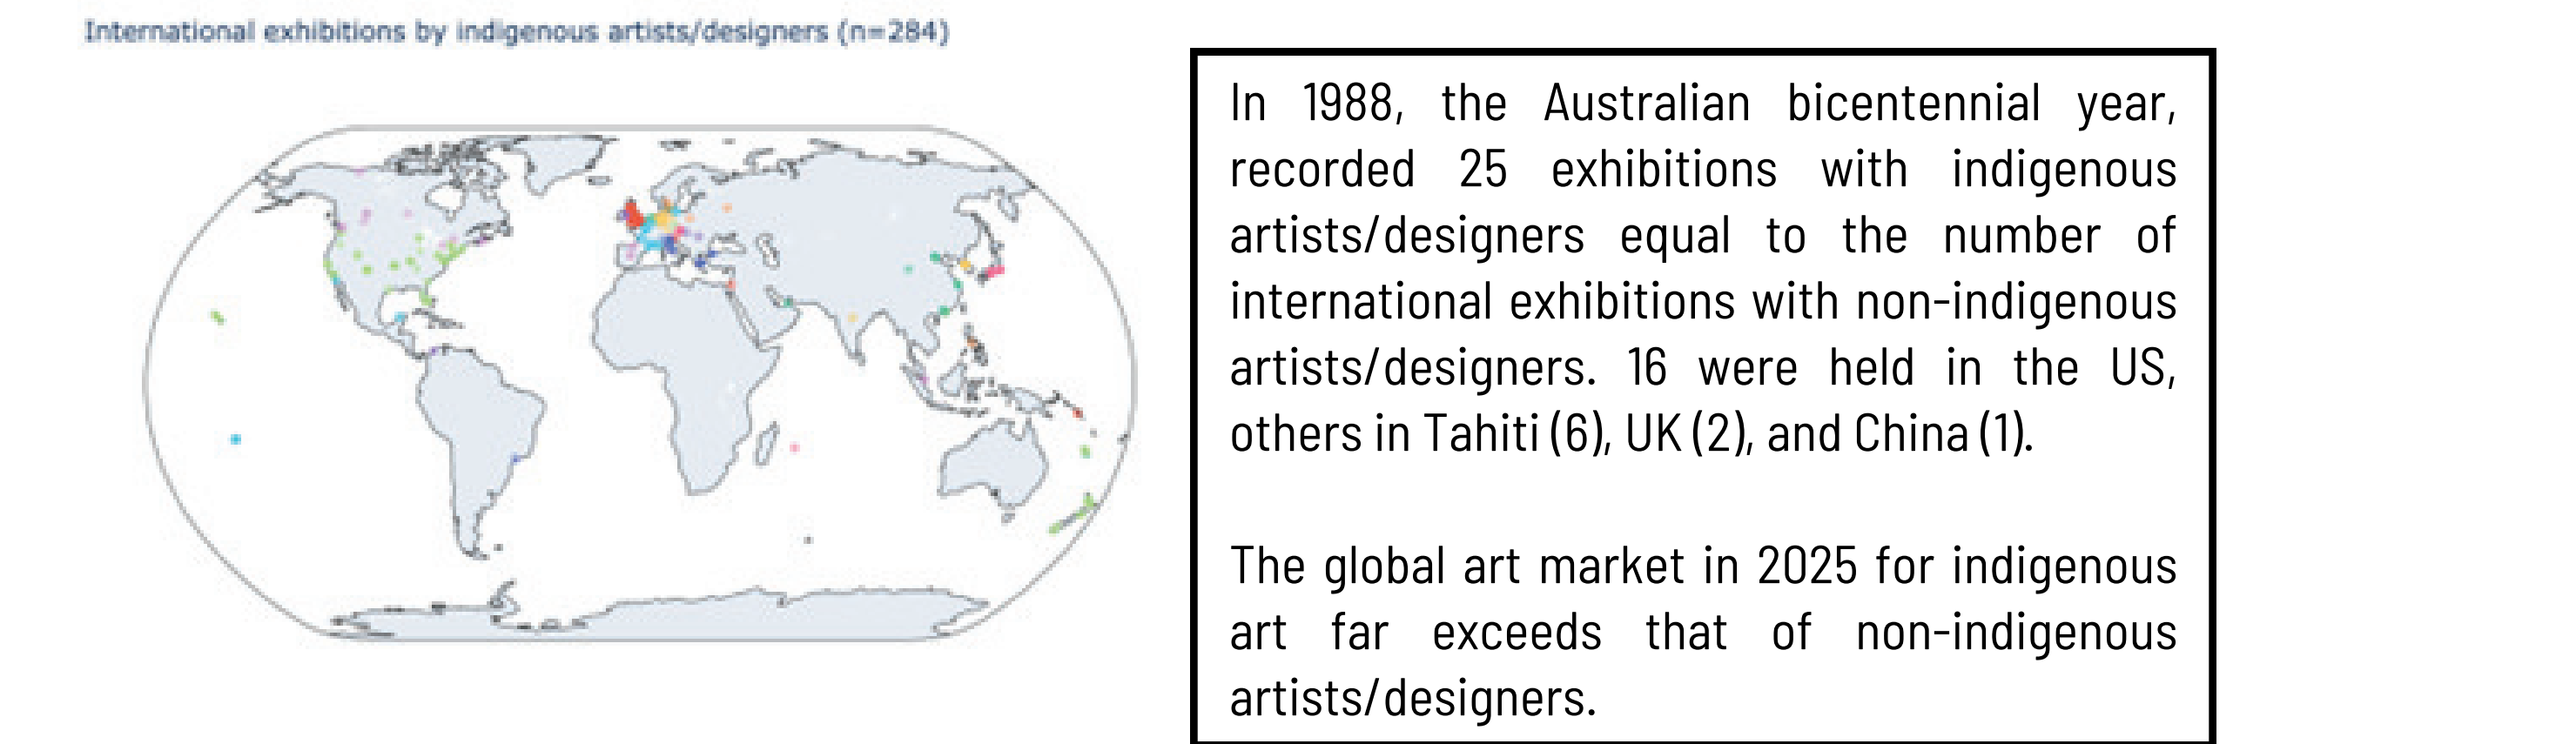 International exhibitions by indigenous artists/designers (n=284)
In 1988, the Australian bicentennial year,
recorded 25 exhibitions with indigenous
artists/designers equal to the number of
international exhibitions with non-indigenous
artists/designers. 16 were held in the US,
others in Tahiti (6), UK (2), and China (1).
The global art market in 2025 for indigenous
art far exceeds that of non-indigenous
artists/designers.